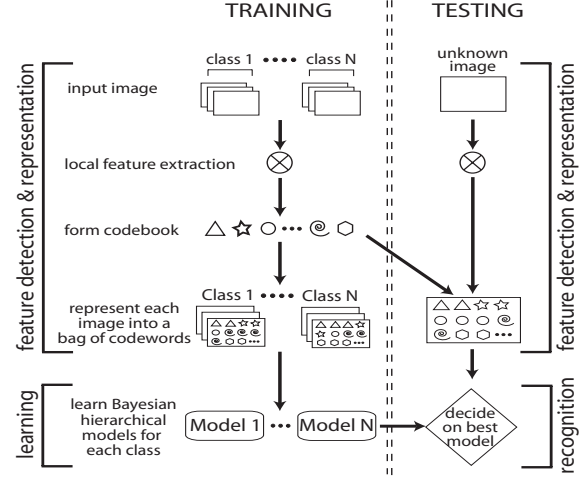 TRAINING
TESTING
class 1 •••• class N
unknown
image
input image
local feature extraction
form codebook
•••
Class 1 •••• Class N
represent each
image into a
bag of codewords
•••
•••
•••
learn Bayesian
hierarchical
models for
each class
Model 1 ••• Model N
decide
on best
model
feature detection & representation
learning
feature detection & representation
recognition